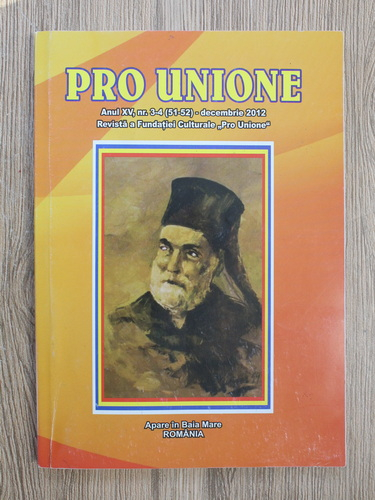 PRO UNIONE
Anul XV, nr. 3-4 (51-52) - decembrie 2012
Revistă a Fundaţiei Culturale „Pro Unione"
Apare în Baia Mare
ROMÂNIA